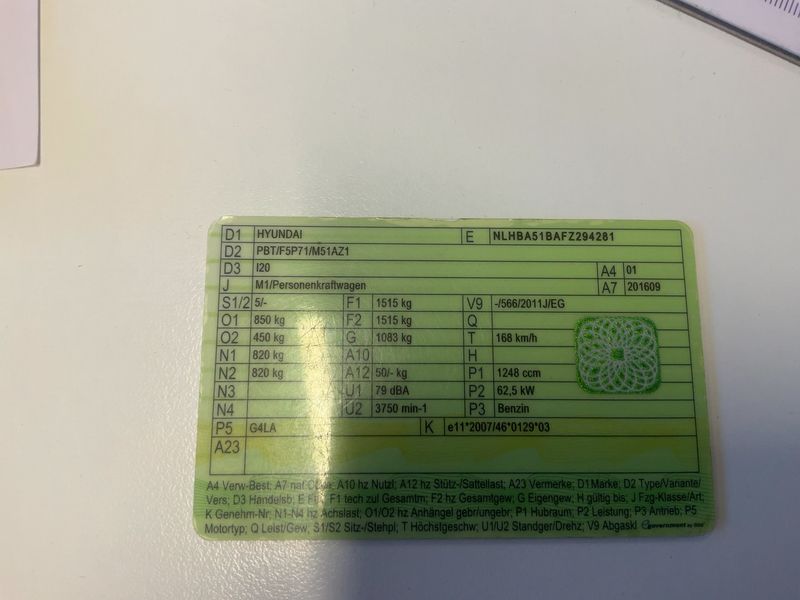 D1 HYUNDAI E NLHBA51BAFZ294281
D2 PBT/F5P71/M51AZ1
D3 I20 A4 01
J M1/Personenkraftwagen A7 201609
S1/2 5/- F1 1515 kg V9 -/566/2011J/EG
O1 850 kg F2 1515 kg Q
O2 450 kg G 1083 kg T 168 km/h
N1 820 kg A10 H
N2 820 kg A12 50/- kg P1 1248 ccm
N3 U1 79 dBA P2 62,5 kW
N4 U2 3750 min-1 P3 Benzin
P5 G4LA K e11*2007/46*0129*03
A23
A4 Verw-Best; A7 nat Code; A10 hz Nutzl; A12 hz Stütz-/Sattellast; A23 Vermerke; D1 Marke; D2 Type/Variante/
Vers; D3 Handelsb; E FIN; F1 tech zul Gesamtm; F2 hz Gesamtgew; G Eigengew; H gültig bis; J Fzg-Klasse/Art;
K Genehm-Nr; N1-N4 hz Achslast; O1/O2 hz Anhängel gebr/ungebr; P1 Hubraum; P2 Leistung; P3 Antrieb; P5
Motortyp; Q Leist/Gew; S1/S2 Sitz-/Stehpl; T Höchstgeschw; U1/U2 Standger/Drehz; V9 Abgaskl egovernment by